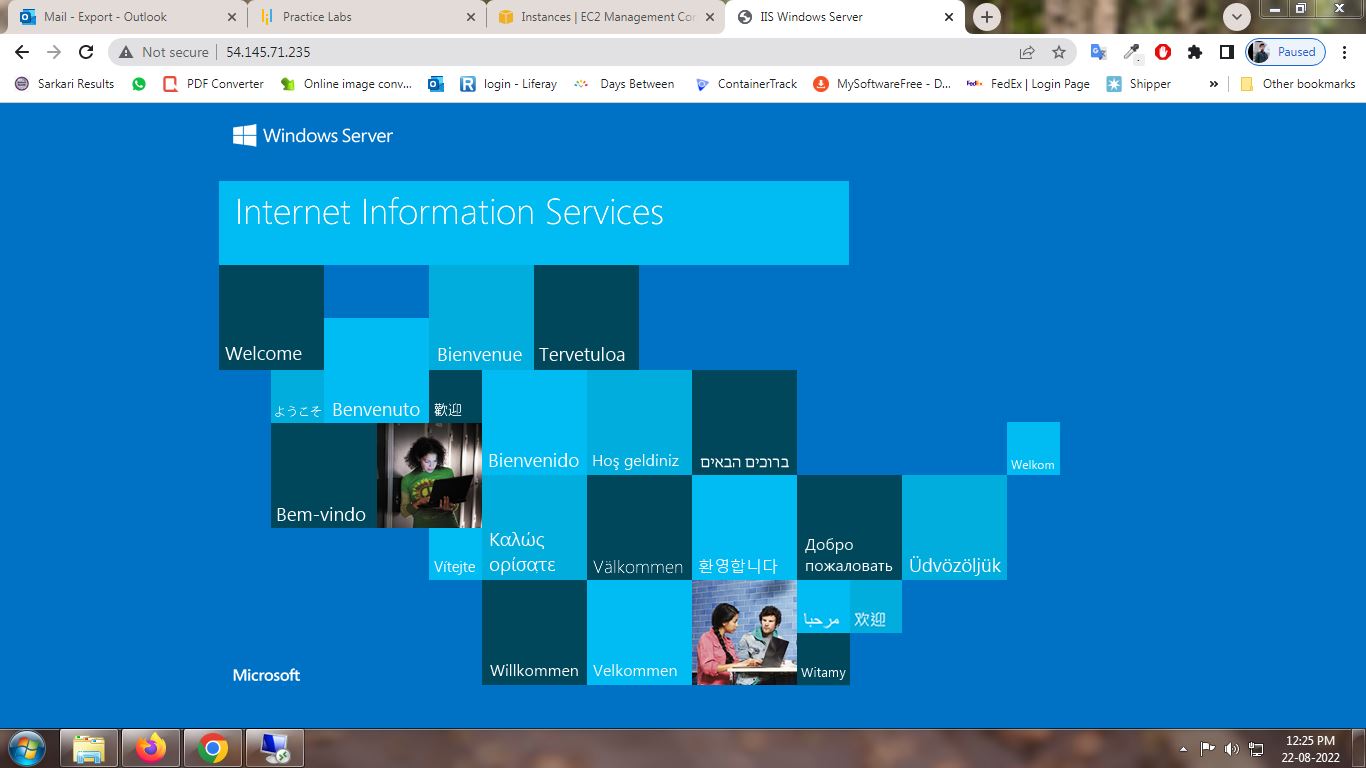 Mail - Export - Outlook
Practice Labs
Instances | EC2 Management Cor
IIS Windows Server
Not secure
54.145.71.235
Paused
Sarkari Results
PDF Converter
Online image conv...
login - Liferay
Days Between
ContainerTrack
MySoftwareFree - D...
FedEx | Login Page
Shipper
»
Other bookmarks
Windows Server
Internet Information Services
Welcome
Bienvenue
Tervetuloa
ようこそ
Benvenuto
歡迎
Bienvenido
Hoş geldiniz
ברוכים הבאים
Welkom
Bem-vindo
Vítejte
Καλώς
ορίσατε
Välkommen
환영합니다
Добро
пожаловать
Üdvözöljük
Willkommen
Velkommen
مرحبا
欢迎
Witamy
Microsoft
12:25 PM
22-08-2022